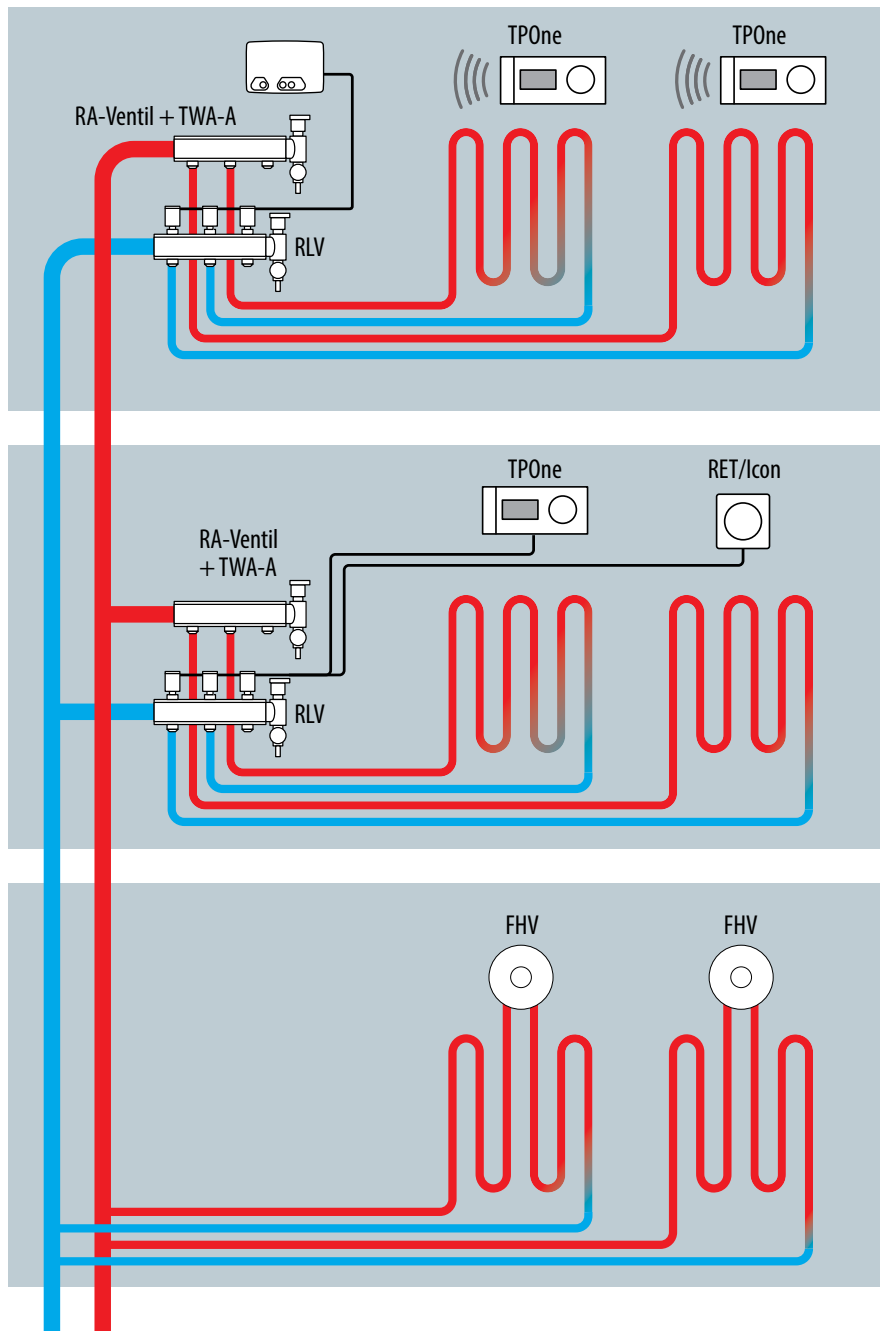 TPOne
TPOne
RA-Ventil + TWA-A
RLV
TPOne
RET/Icon
RA-Ventil
+ TWA-A
RLV
FHV
FHV